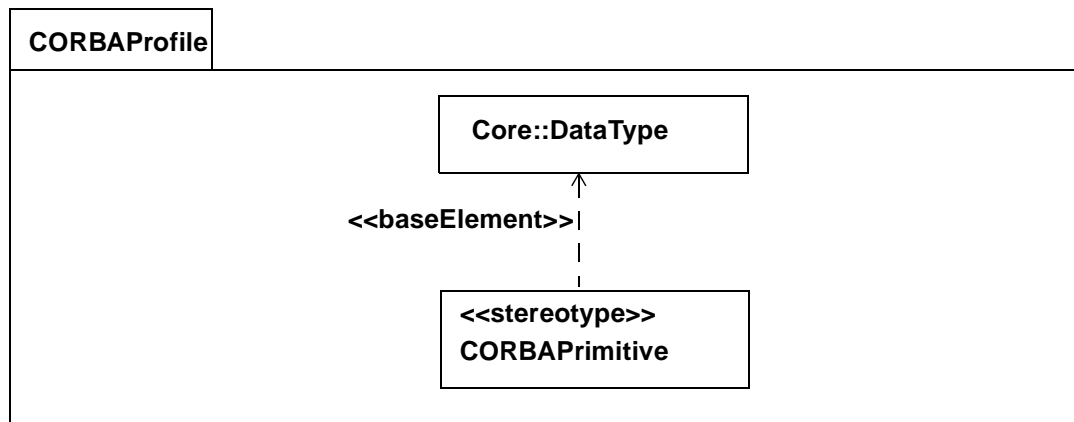 CORBAProfile
Core::DataType
<<baseElement>>
<<stereotype>>
CORBAPrimitive